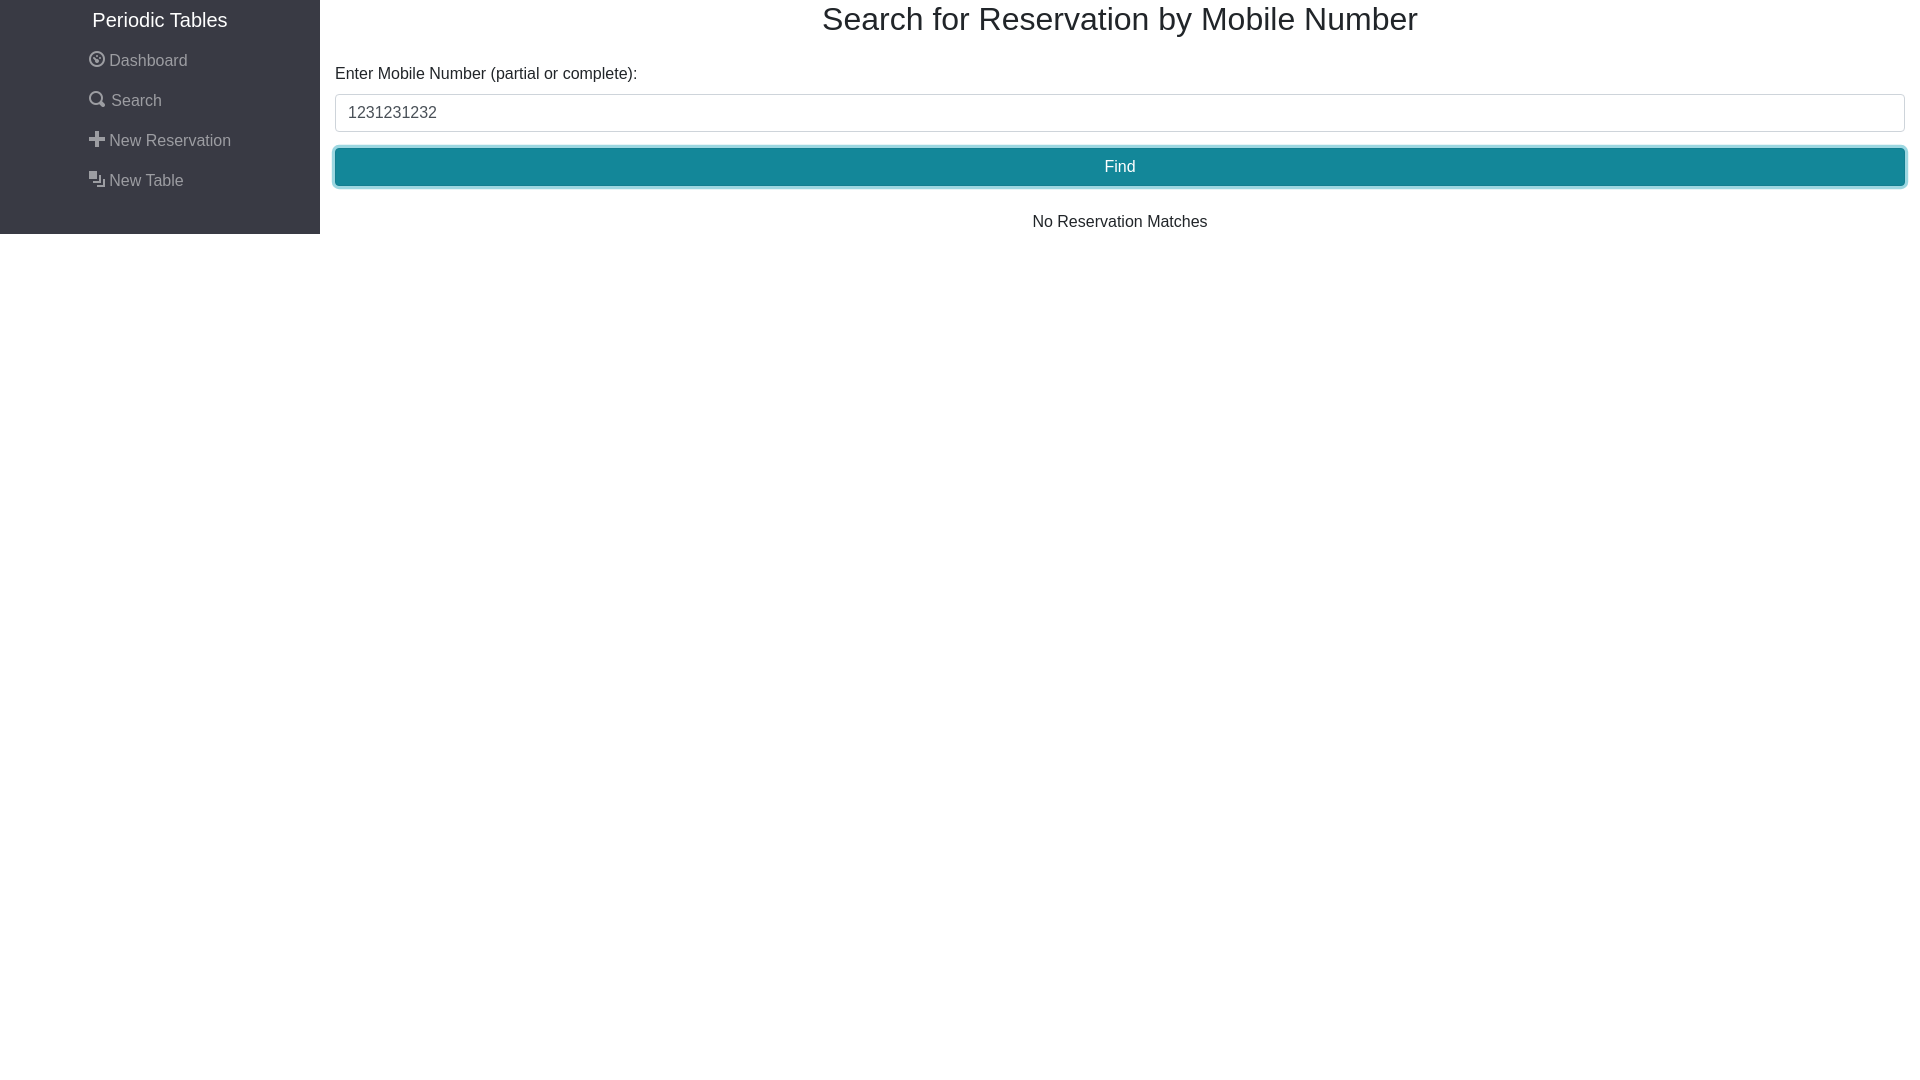 Periodic Tables
Dashboard
Search
New Reservation
New Table
Search for Reservation by Mobile Number
Enter Mobile Number (partial or complete):
1231231232
Find
No Reservation Matches